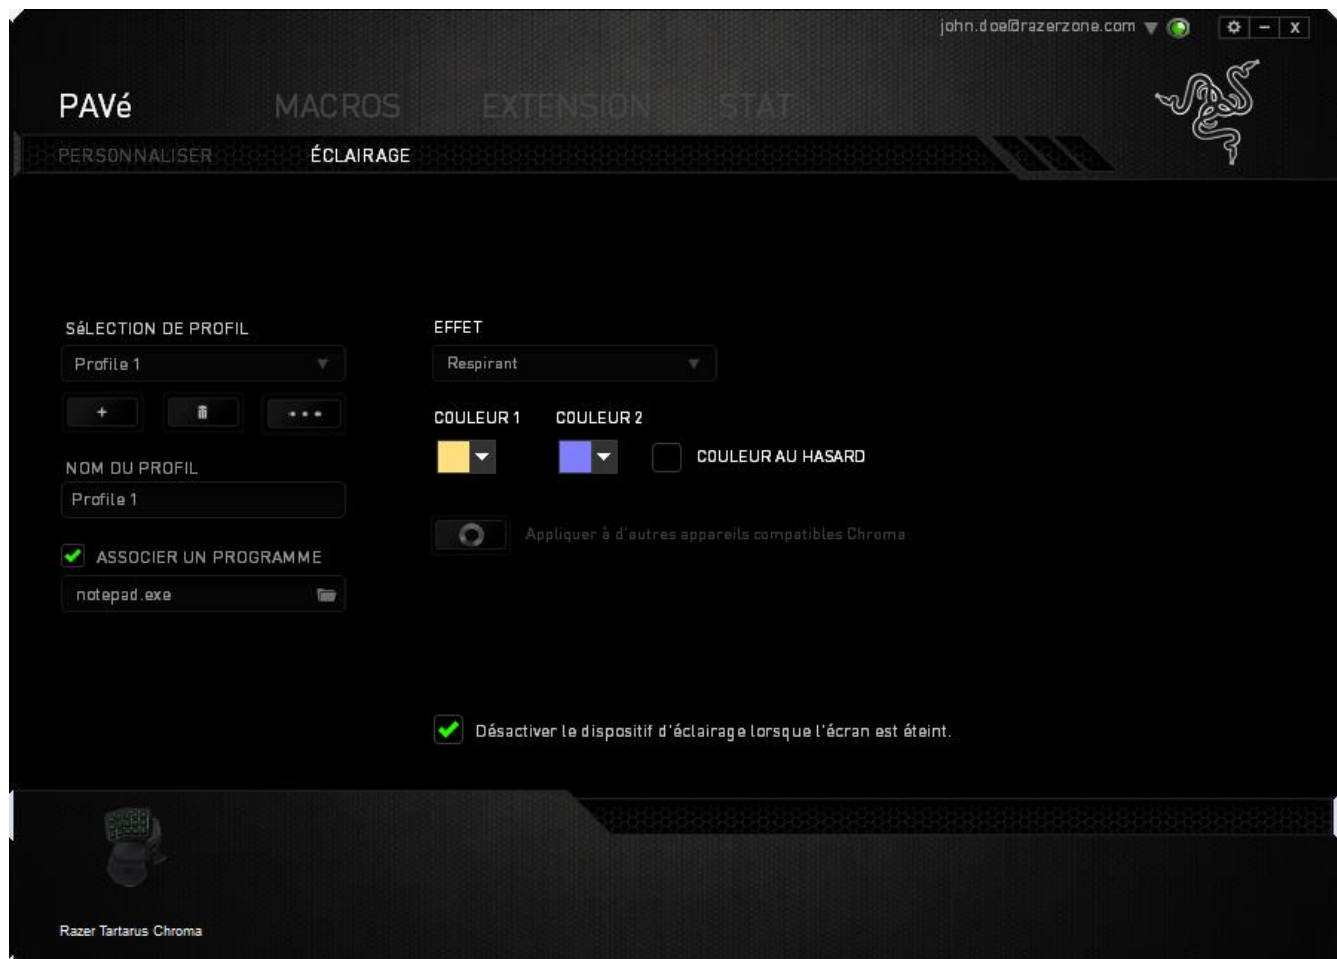 john.doe@razerzone.com
PAVé MACROS EXTENSION STAT
PERSONNALISER ÉCLAIRAGE
SéLECTION DE PROFIL
Profile 1
NOM DU PROFIL
Profile 1
ASSOCIER UN PROGRAMME
notepad.exe
EFFET
Respirant
COULEUR 1 COULEUR 2
COULEUR AU HASARD
Appliquer à d'autres appareils compatibles Chroma
Désactiver le dispositif d'éclairage lorsque l'écran est éteint.
Razer Tartarus Chroma